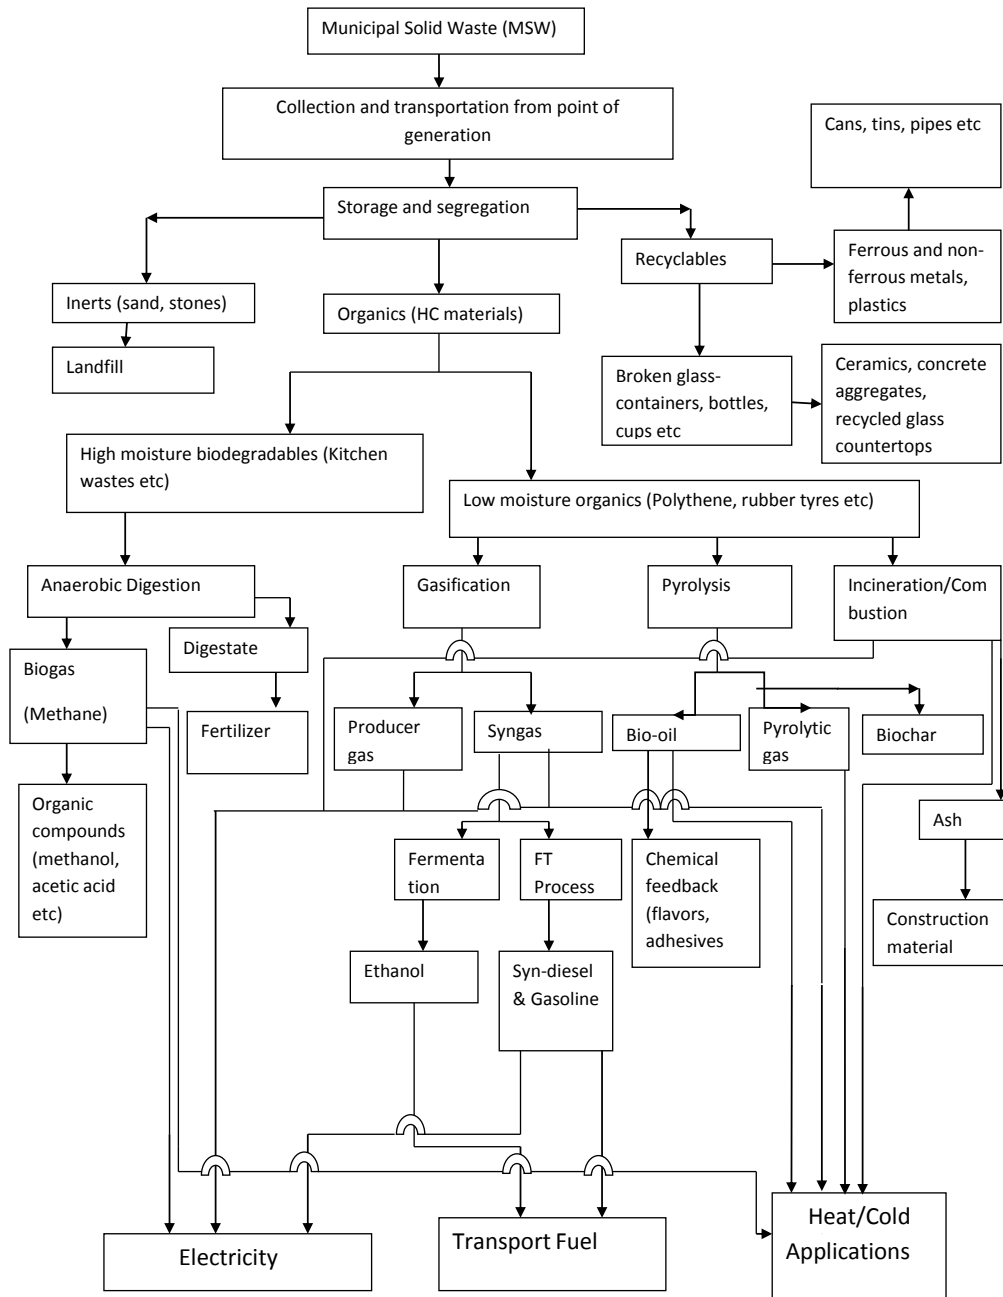 Municipal Solid Waste (MSW)
Collection and transportation from point of
generation
Cans, tins, pipes etc
Storage and segregation
Recyclables
Ferrous and non-
ferrous metals,
plastics
Inerts (sand, stones)
Organics (HC materials)
Landfill
Broken glass-
containers, bottles,
cups etc
Ceramics, concrete
aggregates,
recycled glass
countertops
High moisture biodegradables (Kitchen
wastes etc)
Low moisture organics (Polythene, rubber tyres etc)
Anaerobic Digestion
Gasification
Pyrolysis
Incineration/Com
bustion
Digestate
Biogas
(Methane)
Fertilizer
Producer
gas
Syngas
Bio-oil
Pyrolytic
gas
Biochar
Organic
compounds
(methanol,
acetic acid
etc)
Fermenta
tion
FT
Process
Chemical
feedback
(flavors,
adhesives
Ash
Construction
material
Ethanol
Syn-diesel
& Gasoline
Electricity
Transport Fuel
Heat/Cold
Applications